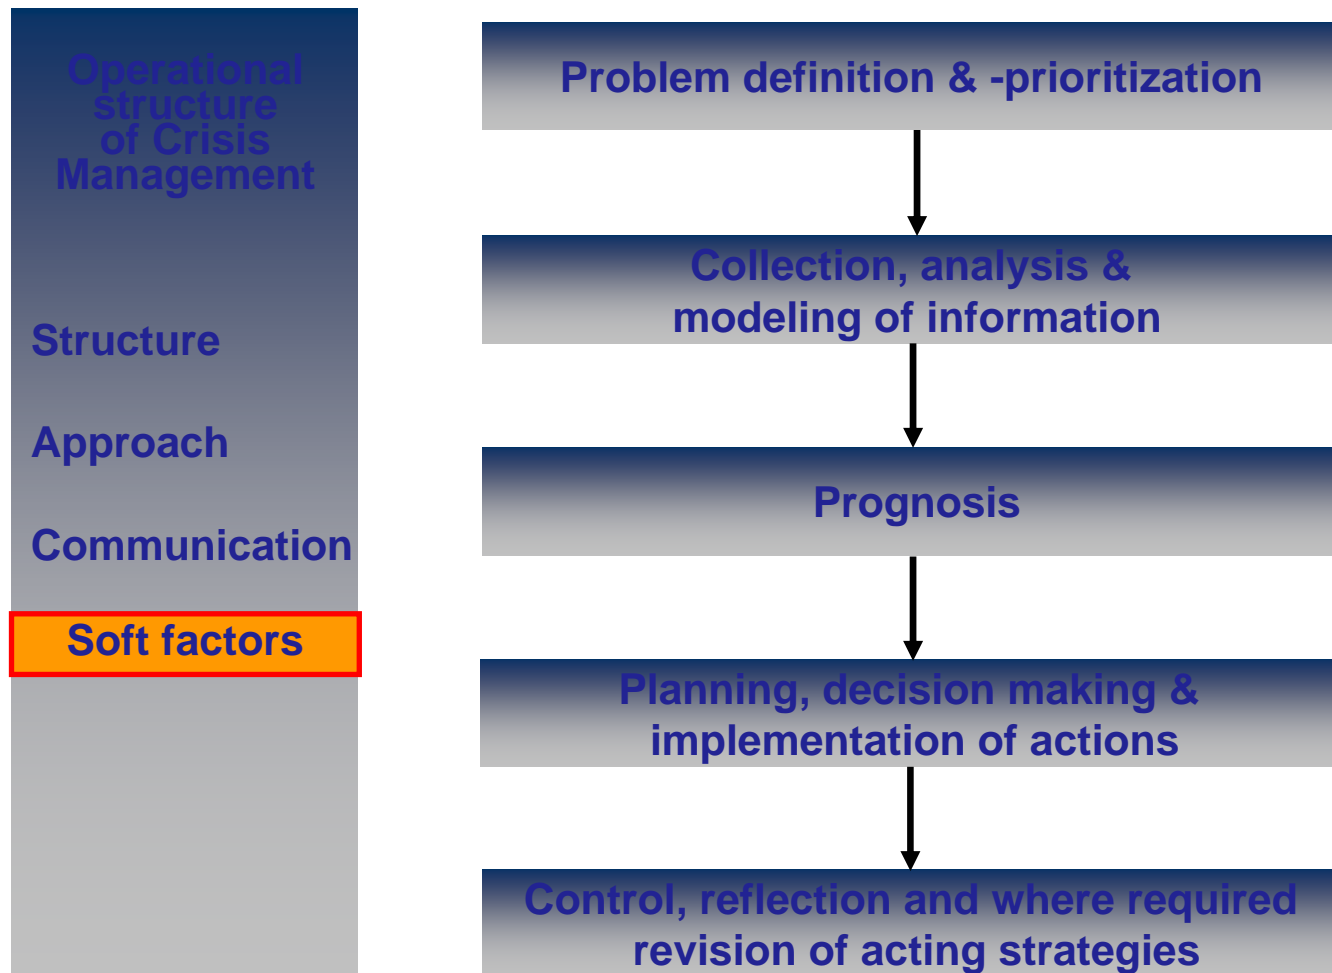 Operational
structure
of Crisis
Management
Structure
Approach
Communication
Soft factors
Problem definition & -prioritization
Collection, analysis &
modeling of information
Prognosis
Planning, decision making &
implementation of actions
Control, reflection and where required
revision of acting strategies